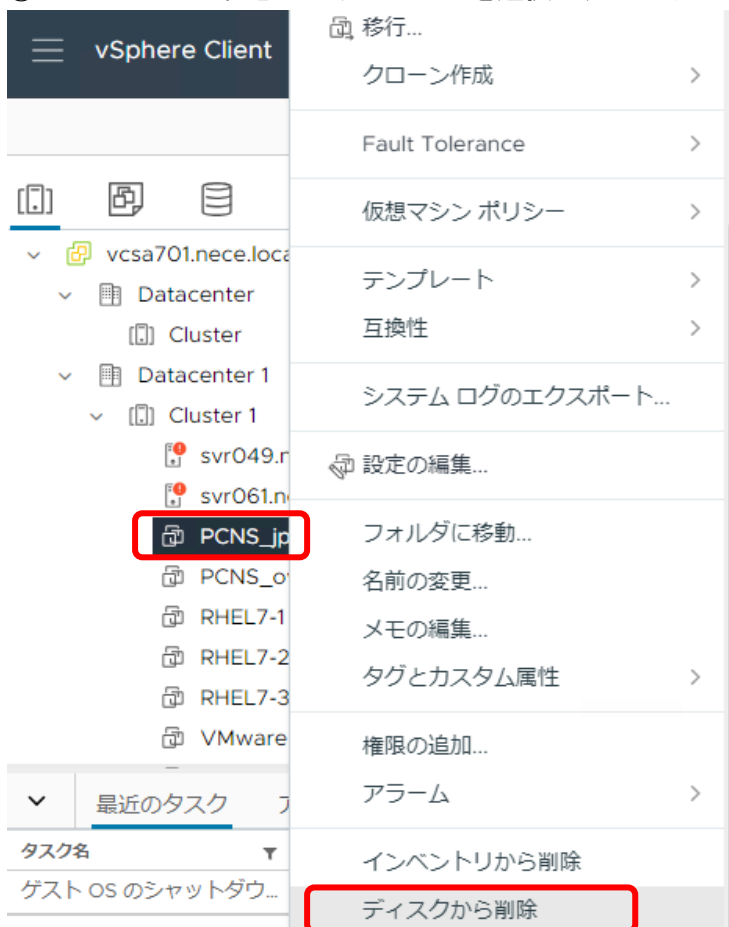 vSphere Client
vcsa701.nece.loca
Datacenter
Cluster
Datacenter 1
Cluster 1
svr049.n
svr061.ne
PCNS_jp
PCNS_o
RHEL7-1
RHEL7-2
RHEL7-3
VMware
最近のタスク
タスク名
ゲスト OS のシャットダウ...
移行...
クローン作成
Fault Tolerance
仮想マシン ポリシー
テンプレート
互換性
システム ログのエクスポート...
設定の編集...
フォルダに移動...
名前の変更...
メモの編集...
タグとカスタム属性
権限の追加...
アラーム
インベントリから削除
ディスクから削除